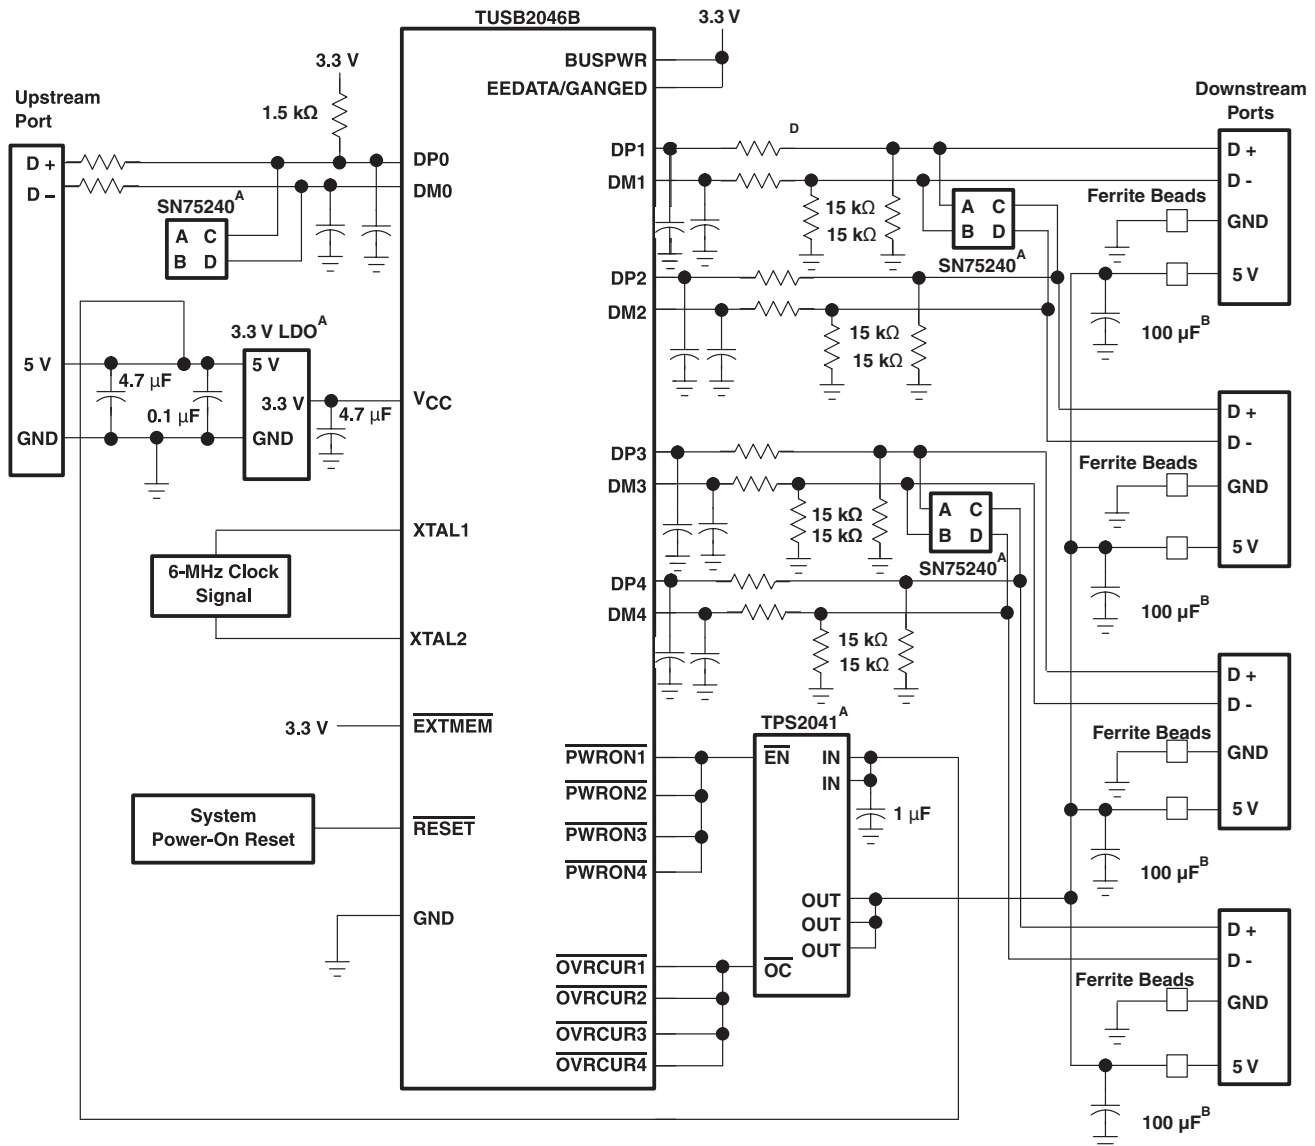 TUSB2046B
3.3 V
BUSPWR
EEDATA/GANGED
3.3 V
1.5 kΩ
Upstream
Port
D +
D –
DP0
DM0
SN75240A
A C
B D
3.3 V LDOA
5 V
4.7 µF
0.1 µF
5 V
3.3 V
GND
GND
4.7 µF
VCC
XTAL1
6-MHz Clock
Signal
XTAL2
3.3 V
EXTMEM
System
Power-On Reset
RESET
GND
DP1
DM1
D
15 kΩ
15 kΩ
A C
B D
SN75240A
DP2
DM2
15 kΩ
15 kΩ
DP3
DM3
15 kΩ
15 kΩ
A C
B D
SN75240A
DP4
DM4
15 kΩ
15 kΩ
PWRON1
PWRON2
PWRON3
PWRON4
OVRCUR1
OVRCUR2
OVRCUR3
OVRCUR4
TPS2041A
EN
IN
IN
1 µF
OUT
OUT
OUT
OC
Downstream
Ports
D +
D -
Ferrite Beads
GND
5 V
100 µFB
D +
D -
Ferrite Beads
GND
5 V
100 µFB
D +
D -
Ferrite Beads
GND
5 V
100 µFB
D +
D -
Ferrite Beads
GND
5 V
100 µFB